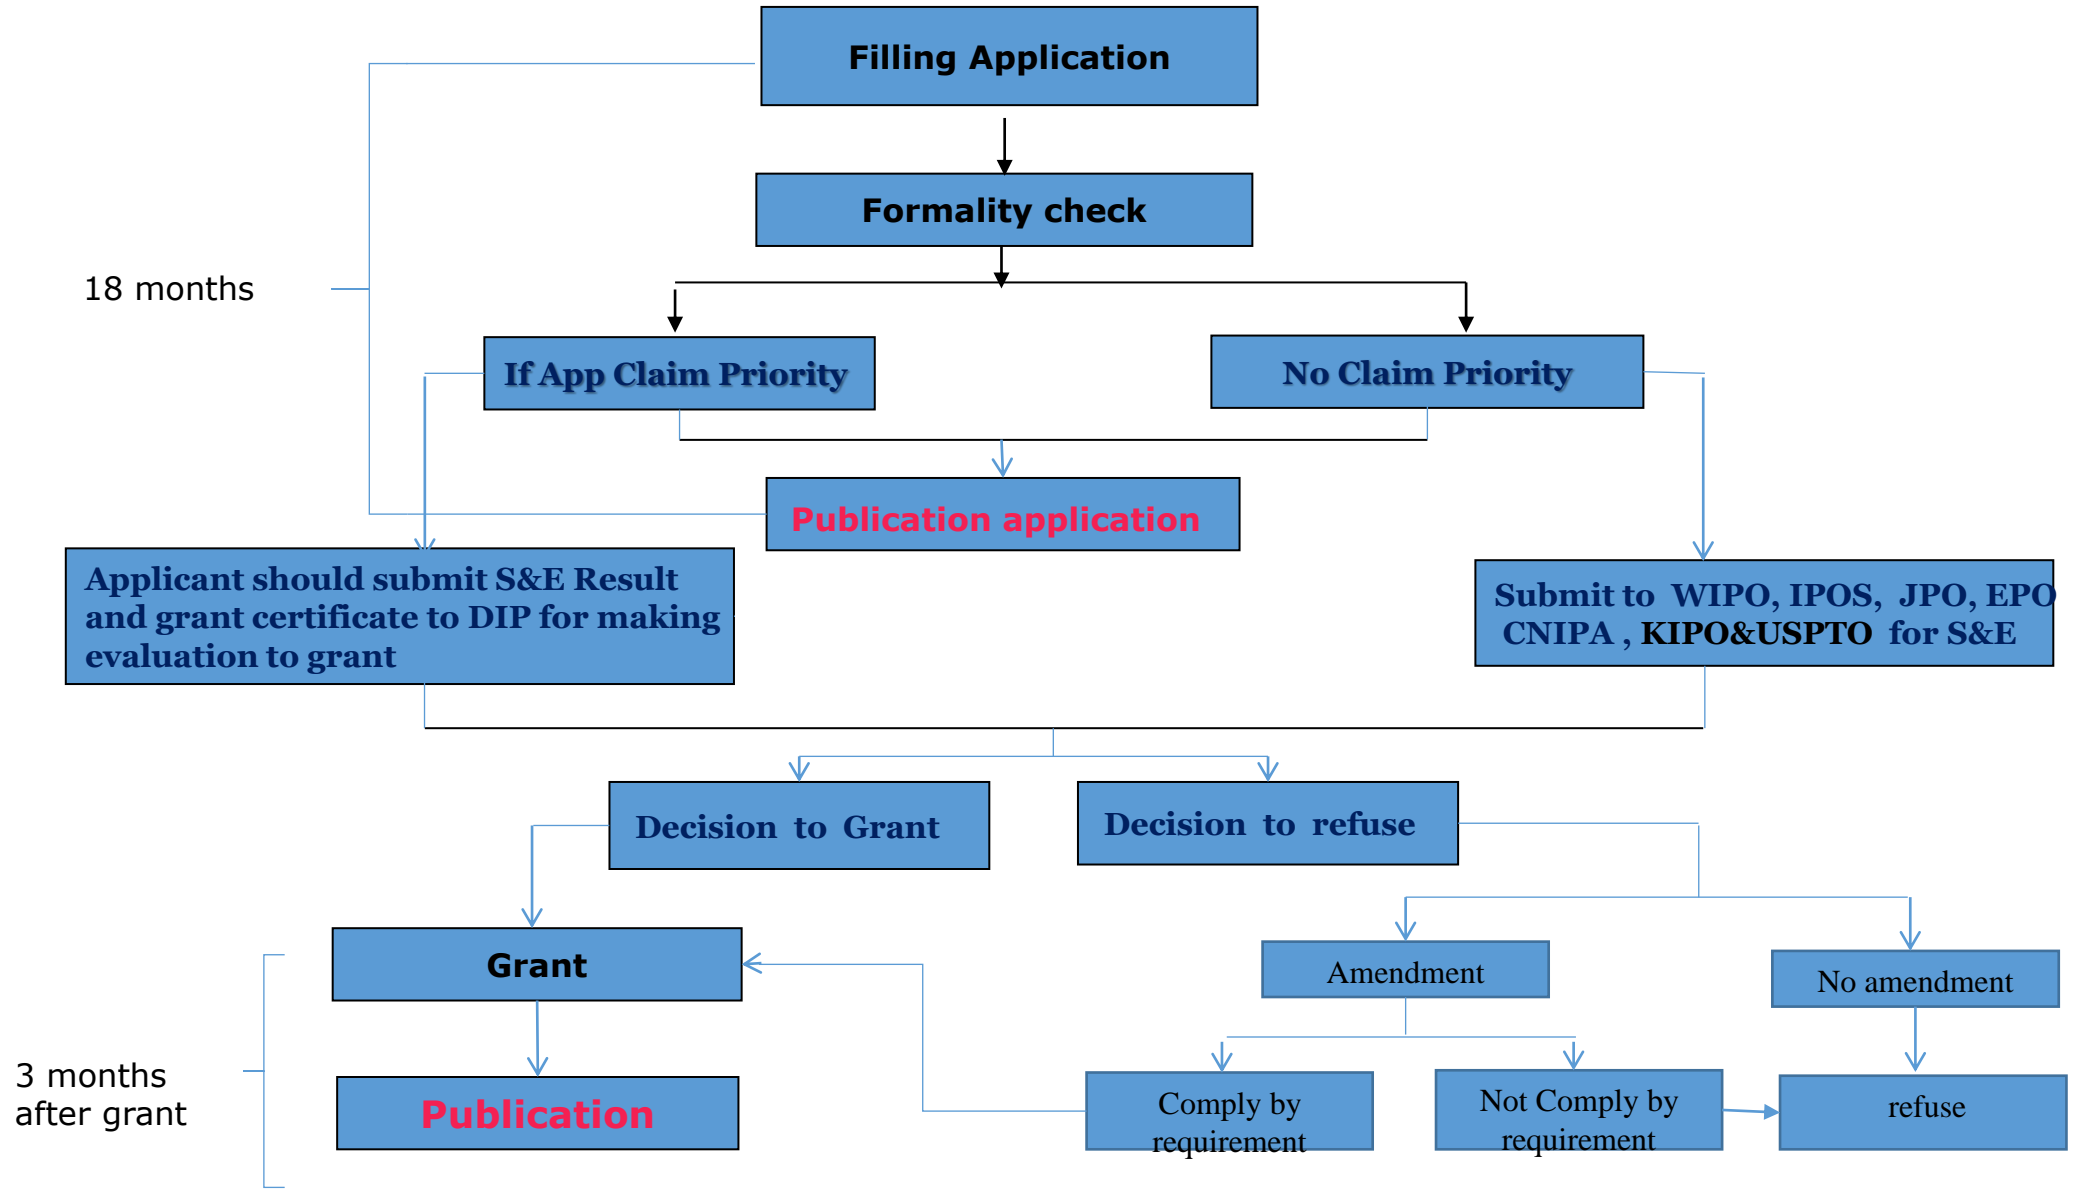 Filling Application
Formality check
18 months
If App Claim Priority
No Claim Priority
Publication application
Applicant should submit S&E Result
and grant certificate to DIP for making
evaluation to grant
Submit to WIPO, IPOS, JPO, EPO
CNIPA , KIPO&USPTO for S&E
Decision to Grant
Decision to refuse
Grant
Amendment
No amendment
3 months
after grant
Publication
Comply by
requirement
Not Comply by
requirement
refuse